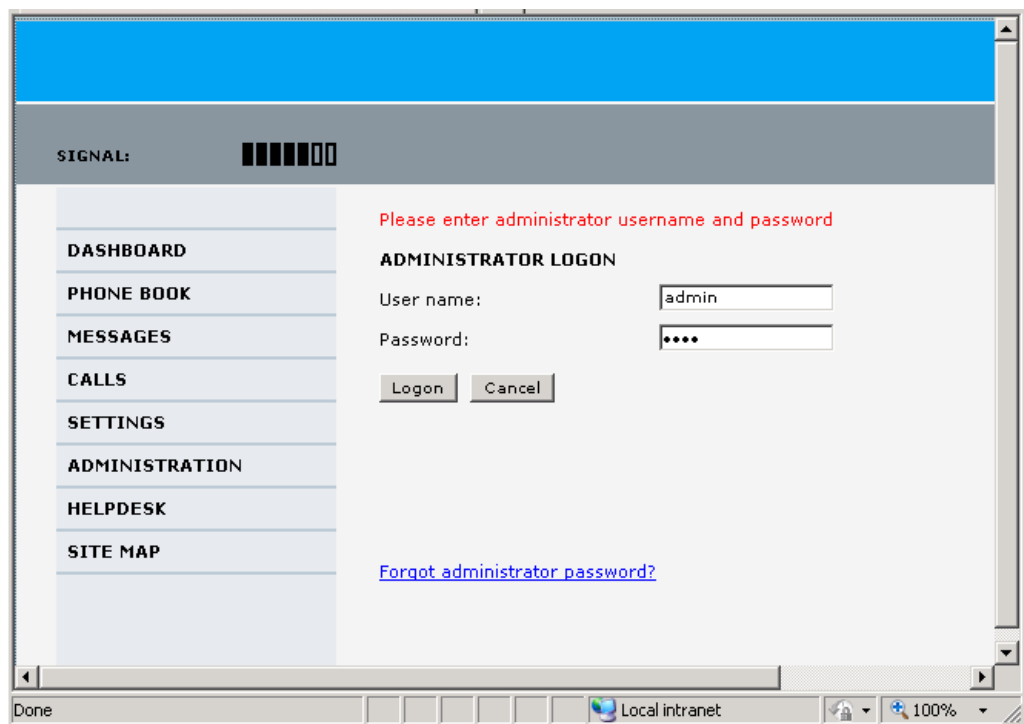 SIGNAL:
Please enter administrator username and password
DASHBOARD
ADMINISTRATOR LOGON
PHONE BOOK
User name: admin
MESSAGES
Password: ••••
CALLS
Logon Cancel
SETTINGS
ADMINISTRATION
HELPDESK
SITE MAP
Forgot administrator password?
Done Local intranet 100%